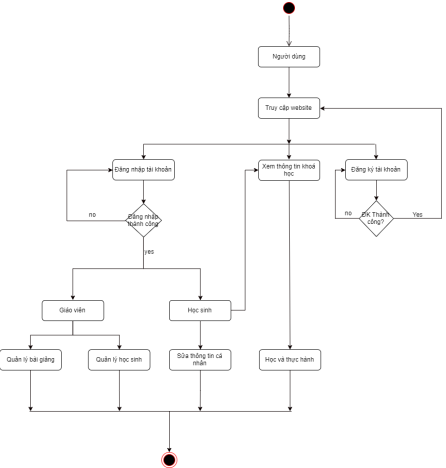 Người dùng
Truy cập website
Đăng nhập tài khoản
Xem thông tin khoá
học
Đăng ký tài khoản
no
Đăng nhập
thành công
no
ĐK Thành
công?
Yes
yes
Giáo viên
Học sinh
Quản lý bài giảng
Quản lý học sinh
Sửa thông tin cá
nhân
Học và thực hành